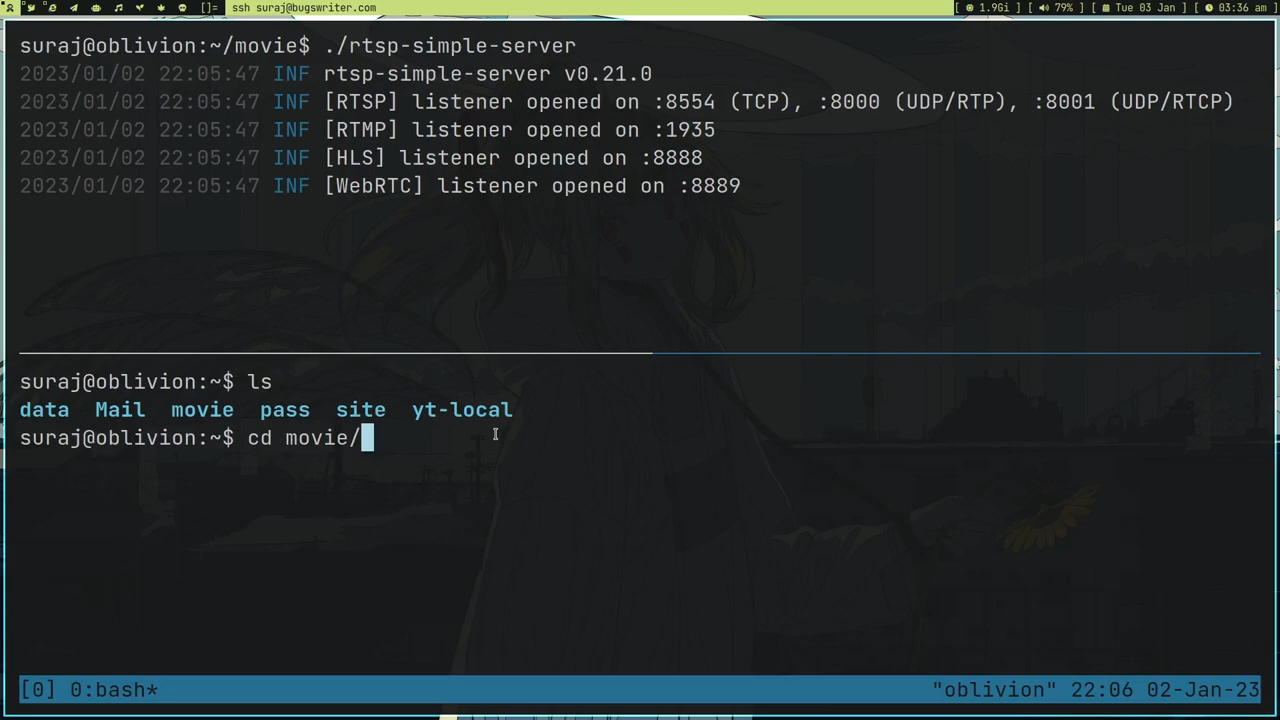 []= ssh suraj@bugswriter.com [ 1.9Gi ] [ 79% ] [ Tue 03 Jan ] [ 03:36 am ]
suraj@oblivion:~/movie$ ./rtsp-simple-server
2023/01/02 22:05:47 INF rtsp-simple-server v0.21.0
2023/01/02 22:05:47 INF [RTSP] listener opened on :8554 (TCP), :8000 (UDP/RTP), :8001 (UDP/RTCP)
2023/01/02 22:05:47 INF [RTMP] listener opened on :1935
2023/01/02 22:05:47 INF [HLS] listener opened on :8888
2023/01/02 22:05:47 INF [WebRTC] listener opened on :8889
suraj@oblivion:~$ ls
data Mail movie pass site yt-local
suraj@oblivion:~$ cd movie/
[0] 0:bash* "oblivion" 22:06 02-Jan-23